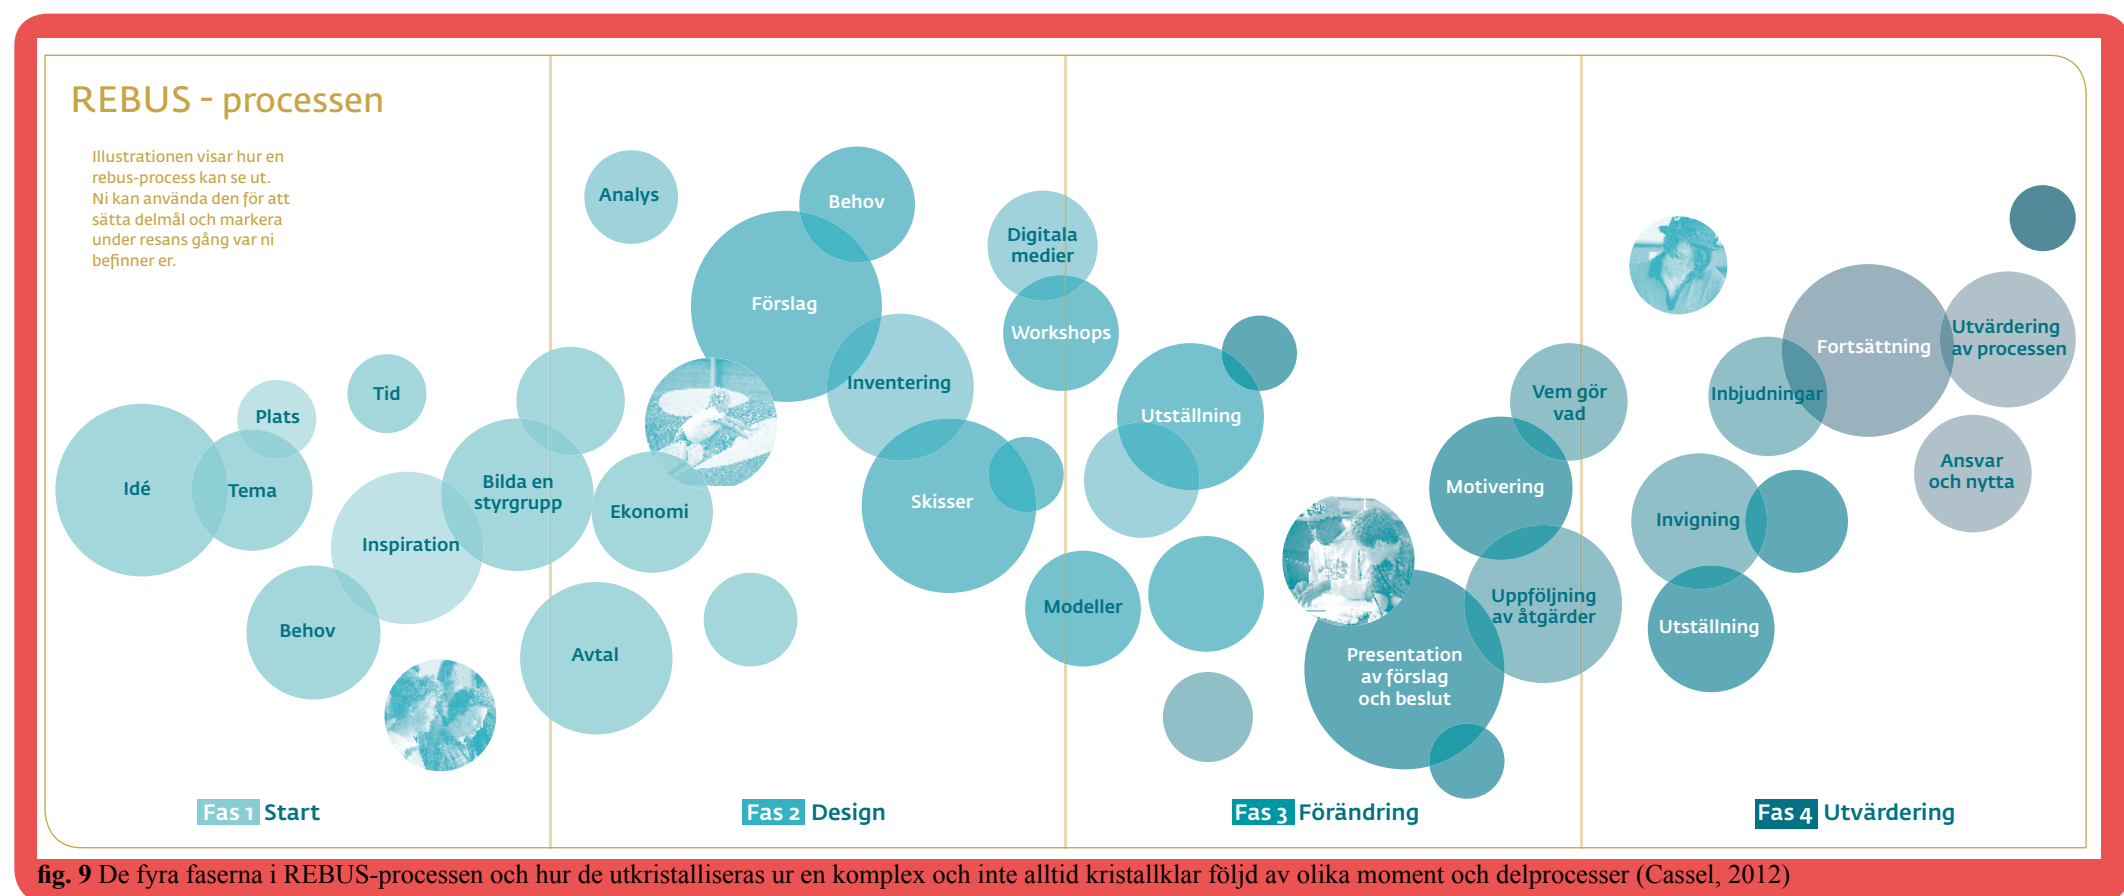 REBUS - processen
Illustrationen visar hur en
rebus-process kan se ut.
Ni kan använda den för att
sätta delmål och markera
under resans gång var ni
befinner er.
Idé
Tema
Plats
Tid
Inspiration
Behov
Bilda en
styrgrupp
Ekonomi
Avtal
Analys
Förslag
Behov
Inventering
Skisser
Digitala
medier
Workshops
Modeller
Utställning
Presentation
av förslag
och beslut
Motivering
Vem gör
vad
Uppföljning
av åtgärder
Invigning
Utställning
Inbjudningar
Fortsättning
Utvärdering
av processen
Ansvar
och nytta
Fas 1 Start
Fas 2 Design
Fas 3 Förändring
Fas 4 Utvärdering
fig. 9 De fyra faserna i REBUS-processen och hur de utkristalliseras ur en komplex och inte alltid kristallklar följd av olika moment och delprocesser (Cassel, 2012)